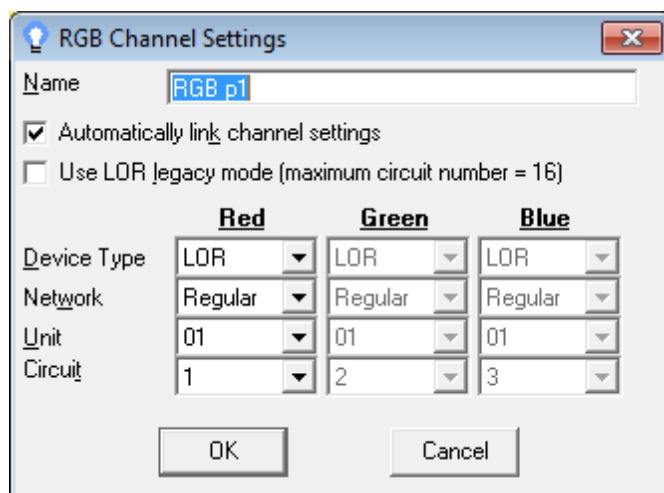 RGB Channel Settings
Name RGB p1
Automatically link channel settings
Use LOR legacy mode (maximum circuit number = 16)
Red Green Blue
Device Type LOR LOR LOR
Network Regular Regular Regular
Unit 01 01 01
Circuit 1 2 3
OK Cancel